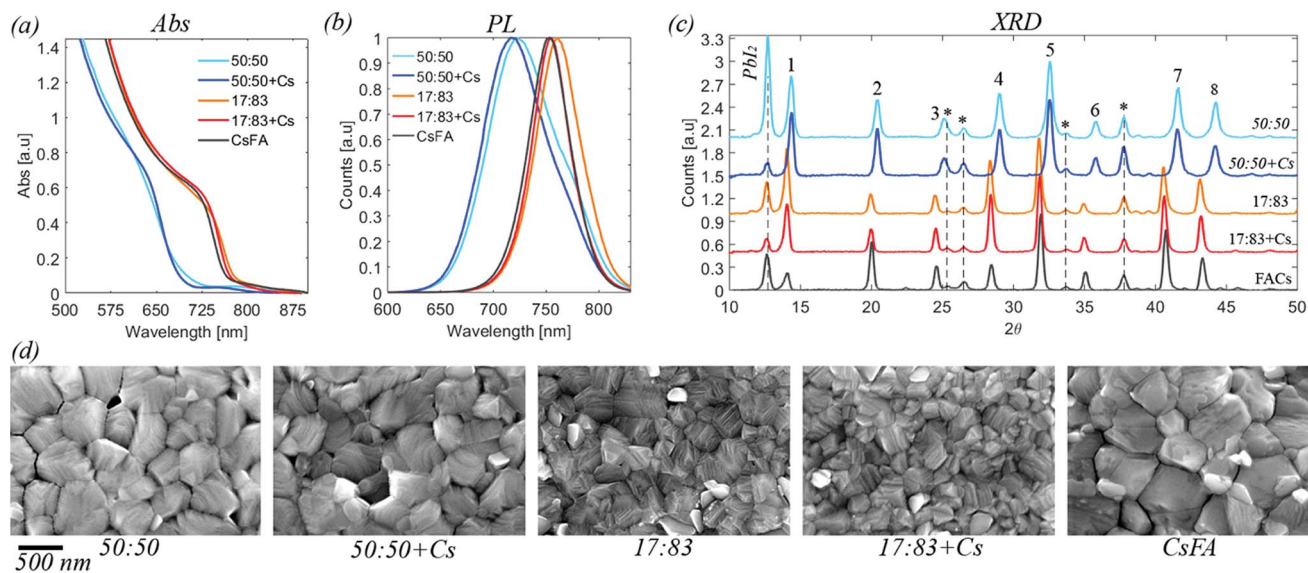 (a) Abs
Abs [a.u]
1.4
1.2
1
0.8
0.6
0.4
0.2
0
500 575 650 725 800 875
Wavelength [nm]
50:50
50:50+Cs
17:83
17:83+Cs
CsFA
(b) PL
Counts [a.u]
1
0.9
0.8
0.7
0.6
0.5
0.4
0.3
0.2
0.1
0
600 650 700 750 800
Wavelength [nm]
50:50
50:50+Cs
17:83
17:83+Cs
CsFA
(c) XRD
Counts [a.u]
3.3
3.0
2.7
2.4
2.1
1.8
1.5
1.2
0.9
0.6
0.3
0
PbI2
1 2 3 * * 4 5 * 6 * 7 8
50:50
50:50+Cs
17:83
17:83+Cs
FACs
10 15 20 25 30 35 40 45 50
2θ
(d)
500 nm
50:50 50:50+Cs 17:83 17:83+Cs CsFA